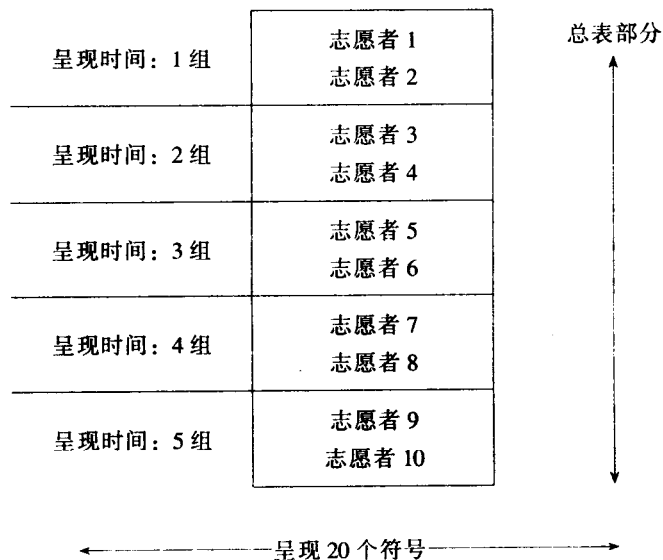 总表部分
呈现时间：1 组
志愿者 1
志愿者 2
呈现时间：2 组
志愿者 3
志愿者 4
呈现时间：3 组
志愿者 5
志愿者 6
呈现时间：4 组
志愿者 7
志愿者 8
呈现时间：5 组
志愿者 9
志愿者 10
呈现 20 个符号